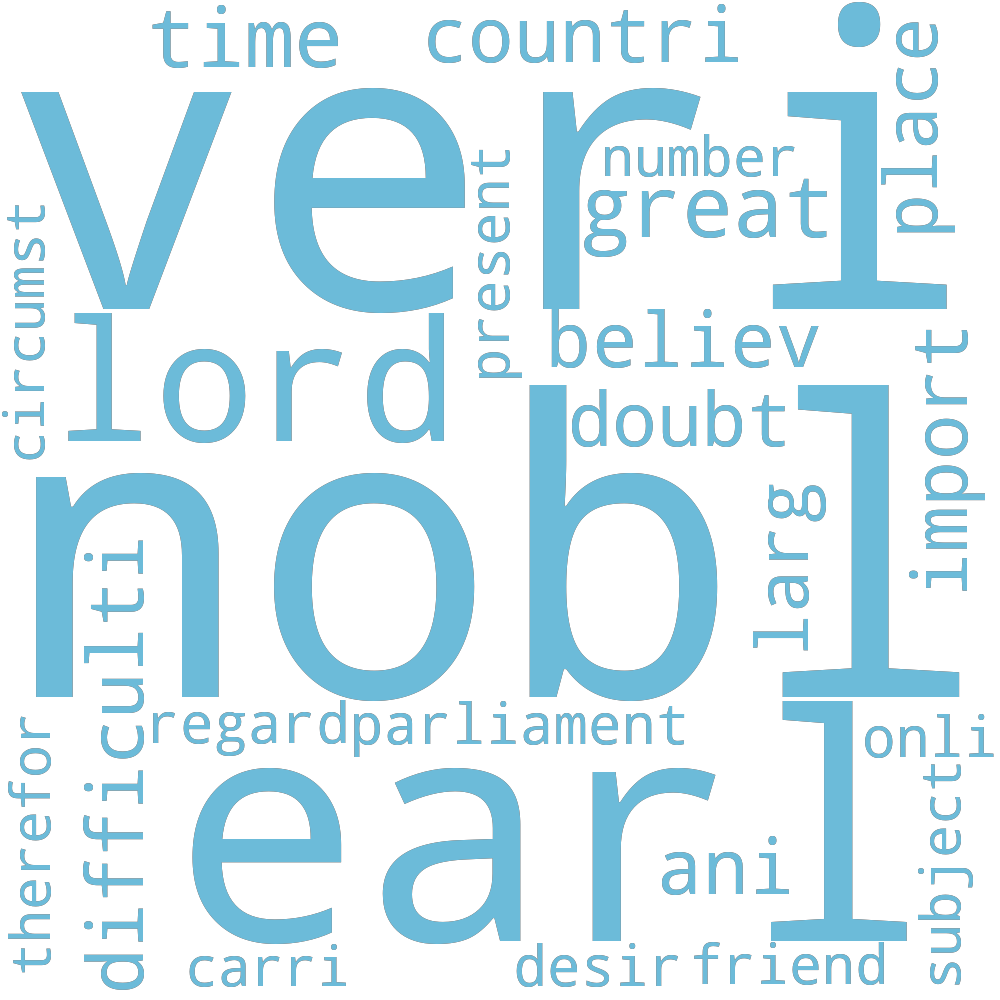 time
countri
place
veri
number
great
present
circumst
lord
believ
doubt
import
nobl
larg
difficulti
regard
parliament
onli
therefor
earl
ani
subject
carri
desir
friend